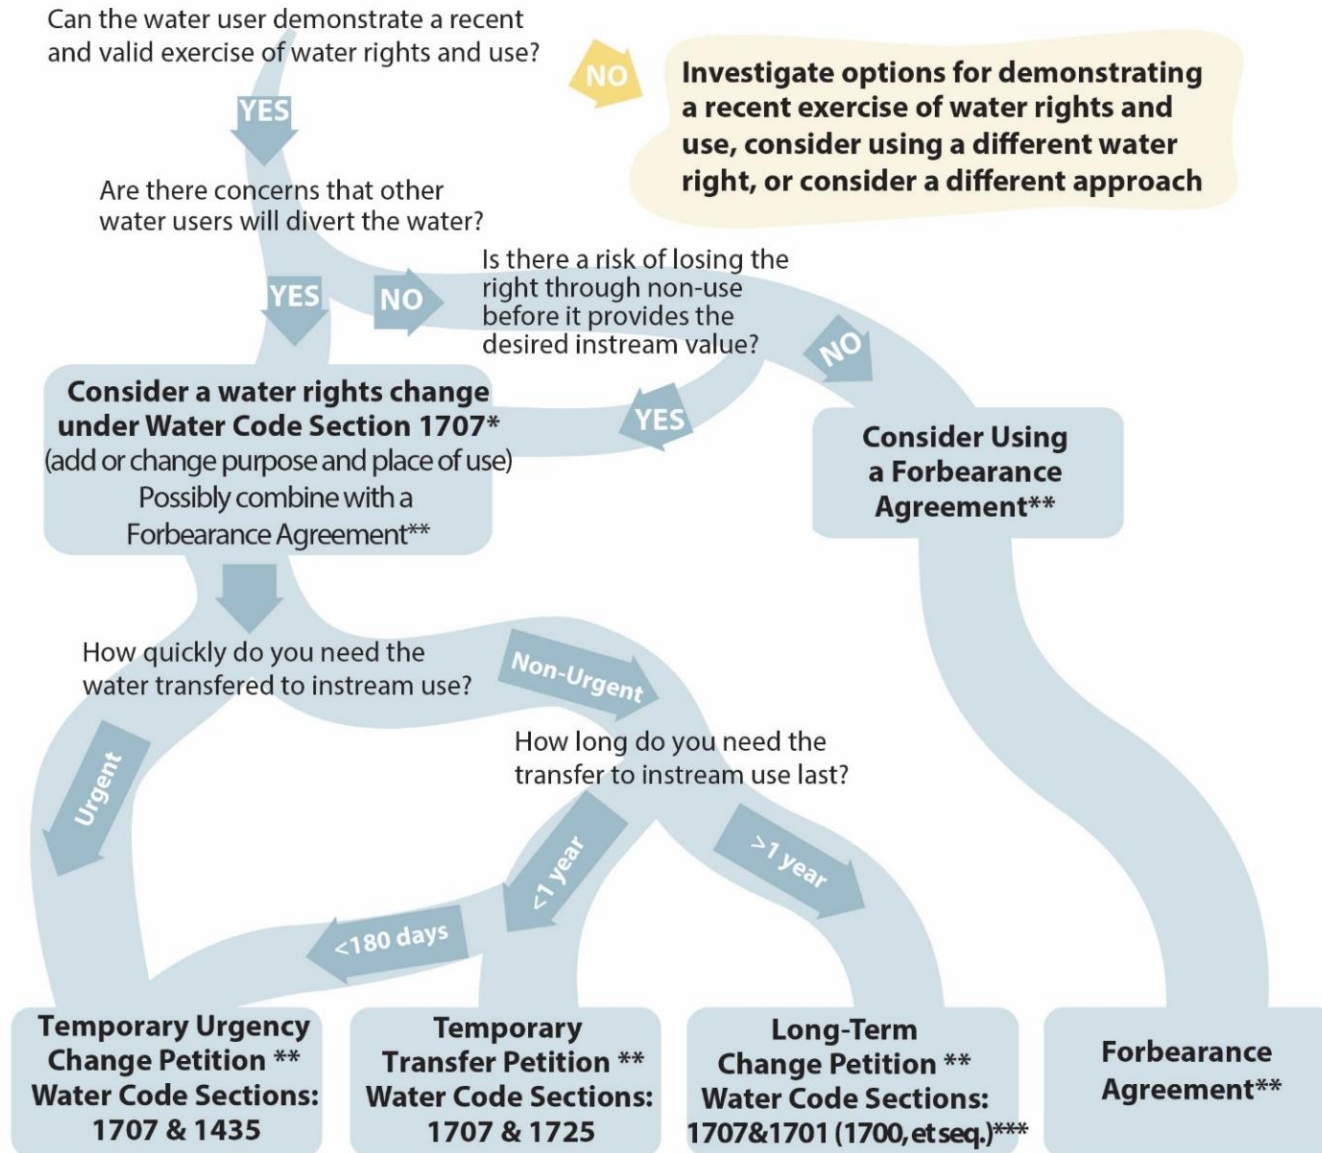 Can the water user demonstrate a recent
and valid exercise of water rights and use?
NO
Investigate options for demonstrating
a recent exercise of water rights and
use, consider using a different water
right, or consider a different approach
YES
Are there concerns that other
water users will divert the water?
YES
NO
Is there a risk of losing the
right through non-use
before it provides the
desired instream value?
NO
YES
Consider a water rights change
under Water Code Section 1707*
(add or change purpose and place of use)
Possibly combine with a
Forbearance Agreement**
Consider Using
a Forbearance
Agreement**
How quickly do you need the
water transfered to instream use?
Non-Urgent
Urgent
How long do you need the
transfer to instream use last?
<1 year
>1 year
<180 days
Temporary Urgency
Change Petition **
Water Code Sections:
1707 & 1435
Temporary
Transfer Petition **
Water Code Sections:
1707 & 1725
Long-Term
Change Petition **
Water Code Sections:
1707&1701 (1700, et seq.)***
Forbearance
Agreement**